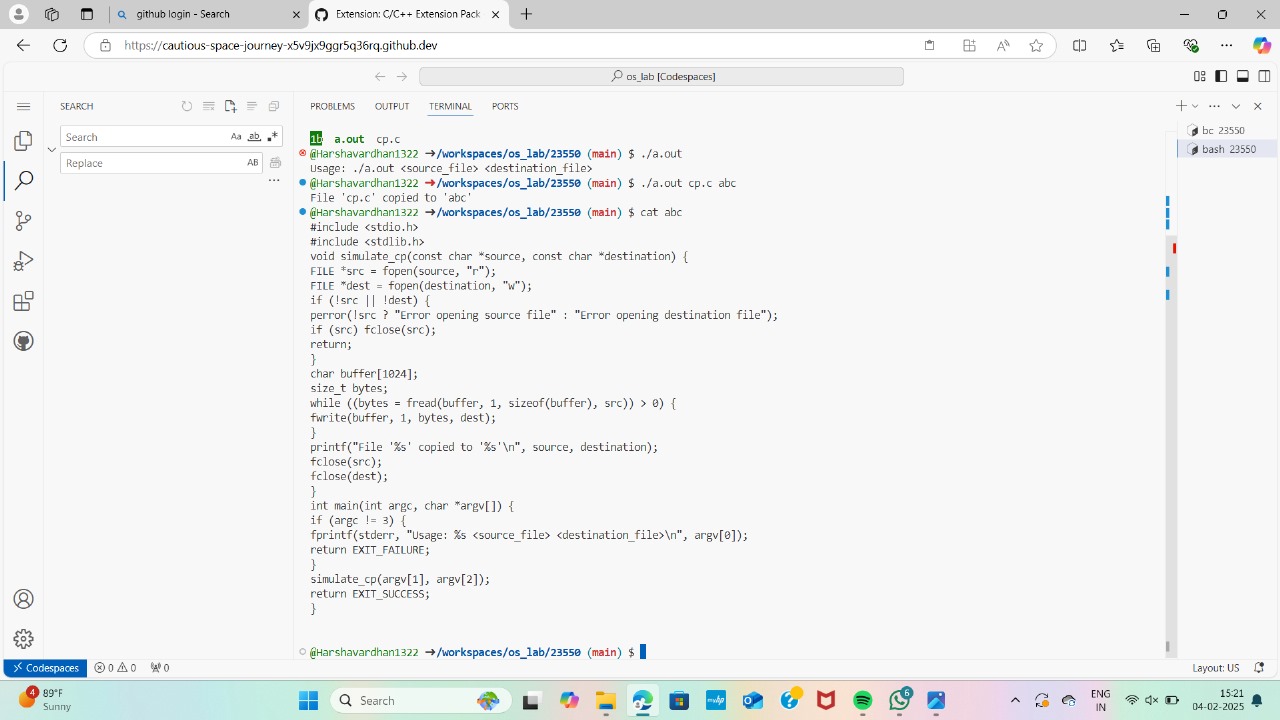 github login - Search
Extension: C/C++ Extension Pack
https://cautious-space-journey-x5v9jx9ggr5q36rq.github.dev
os_lab [Codespaces]
SEARCH
Search
Aa ab
Replace
AB
PROBLEMS OUTPUT TERMINAL PORTS
1b a.out cp.c
@Harshavardhan1322 ➜/workspaces/os_lab/23550 (main) $ ./a.out
Usage: ./a.out <source_file> <destination_file>
@Harshavardhan1322 ➜/workspaces/os_lab/23550 (main) $ ./a.out cp.c abc
File 'cp.c' copied to 'abc'
@Harshavardhan1322 ➜/workspaces/os_lab/23550 (main) $ cat abc
#include <stdio.h>
#include <stdlib.h>
void simulate_cp(const char *source, const char *destination) {
FILE *src = fopen(source, "r");
FILE *dest = fopen(destination, "w");
if (!src || !dest) {
perror(!src ? "Error opening source file" : "Error opening destination file");
if (src) fclose(src);
return;
}
char buffer[1024];
size_t bytes;
while ((bytes = fread(buffer, 1, sizeof(buffer), src)) > 0) {
fwrite(buffer, 1, bytes, dest);
}
printf("File '%s' copied to '%s'\n", source, destination);
fclose(src);
fclose(dest);
}
int main(int argc, char *argv[]) {
if (argc != 3) {
fprintf(stderr, "Usage: %s <source_file> <destination_file>\n", argv[0]);
return EXIT_FAILURE;
}
simulate_cp(argv[1], argv[2]);
return EXIT_SUCCESS;
}
@Harshavardhan1322 ➜/workspaces/os_lab/23550 (main) $
bc 23550
bash 23550
Codespaces 0 0 0
Layout: US
4 89°F
Sunny
Search
myhp
6
ENG
IN
15:21
04-02-2025